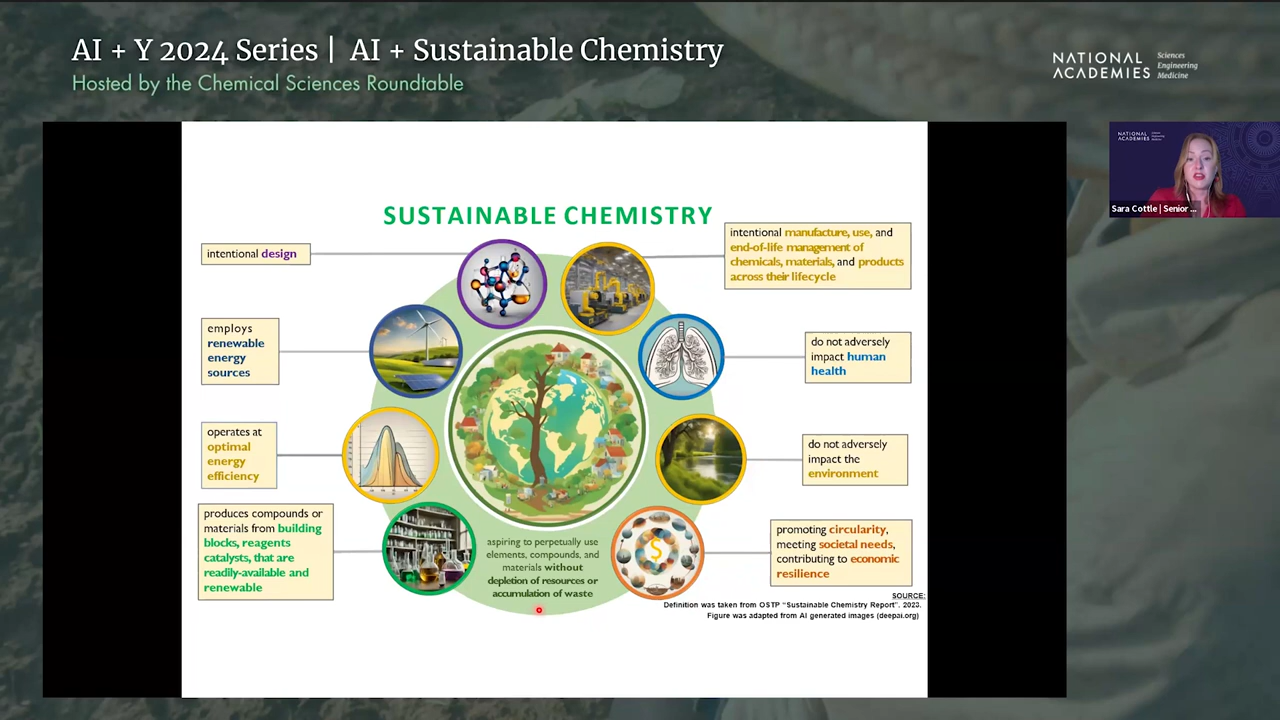 AI + Y 2024 Series | AI + Sustainable Chemistry
Hosted by the Chemical Sciences Roundtable
NATIONAL
ACADEMIES
Sciences
Engineering
Medicine
NATIONAL
ACADEMIES
Sara Cottle | Senior ...
SUSTAINABLE CHEMISTRY
intentional design
intentional manufacture, use, and
end-of-life management of
chemicals, materials, and products
across their lifecycle
employs
renewable
energy
sources
do not adversely
impact human
health
operates at
optimal
energy
efficiency
do not adversely
impact the
environment
produces compounds or
materials from building
blocks, reagents
catalysts, that are
readily-available and
renewable
aspiring to perpetually use
elements, compounds, and
materials without
depletion of resources or
accumulation of waste
$
promoting circularity,
meeting societal needs,
contributing to economic
resilience
SOURCE:
Definition was taken from OSTP "Sustainable Chemistry Report". 2023.
Figure was adapted from AI generated images (deepai.org)